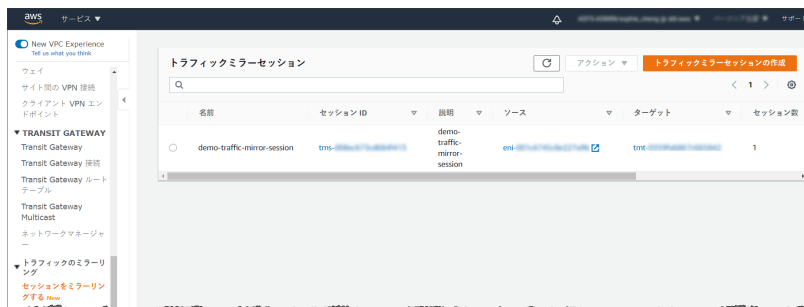 aws サービス ▼
サポー
New VPC Experience
Tell us what you think
ウェイ
サイト間の VPN 接続
クライアント VPN エン
ドポイント
▼ TRANSIT GATEWAY
Transit Gateway
Transit Gateway 接続
Transit Gateway ルート
テーブル
Transit Gateway
Multicast
ネットワークマネージャ
ー
▼ トラフィックのミラーリ
ング
セッションをミラーリン
グする New
トラフィックミラーセッション
アクション ▼
トラフィックミラーセッションの作成
< 1 >
名前 セッション ID ▽ 説明 ▽ ソース ▽ ターゲット ▽ セッション数
demo-traffic-mirror-session tms- demo- eni- tmt- 1
traffic-
mirror-
session